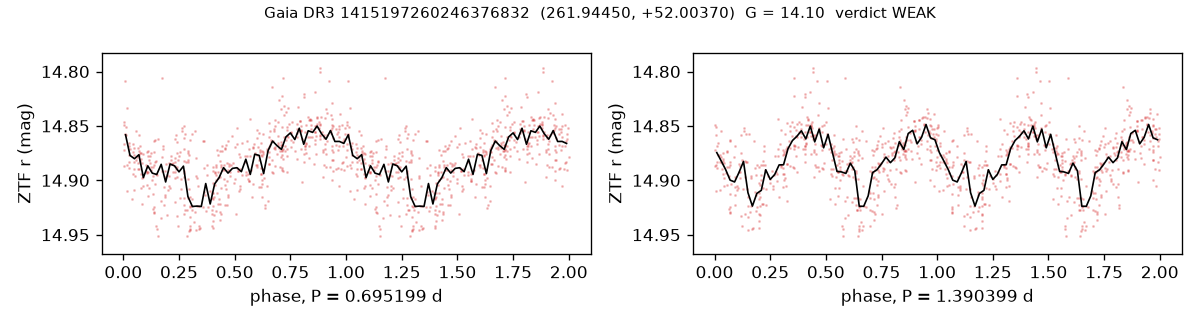 Gaia DR3 1415197260246376832 (261.94450, +52.00370) G = 14.10 verdict WEAK
ZTF r (mag)
14.80
14.85
14.90
14.95
0.00 0.25 0.50 0.75 1.00 1.25 1.50 1.75 2.00
phase, P = 0.695199 d
ZTF r (mag)
14.80
14.85
14.90
14.95
0.00 0.25 0.50 0.75 1.00 1.25 1.50 1.75 2.00
phase, P = 1.390399 d